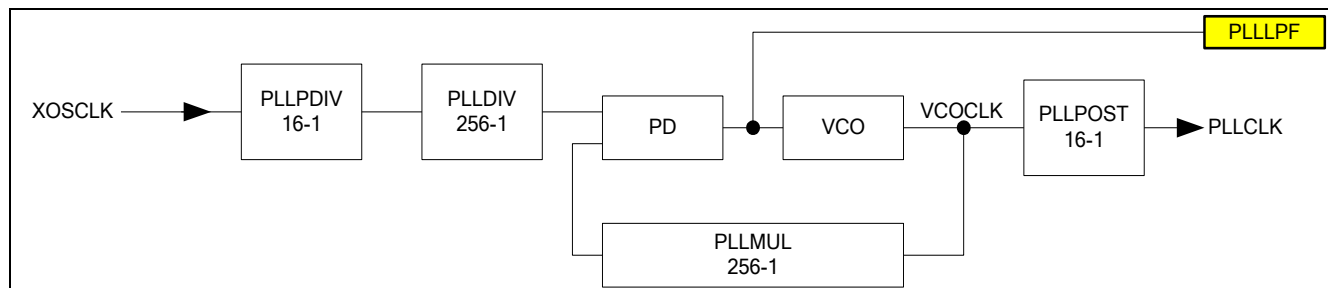 PLLLPF
XOSCLK
PLLPDIV
16-1
PLLDIV
256-1
PD
VCO
VCOCLK
PLLPOST
16-1
PLLCLK
PLLMUL
256-1